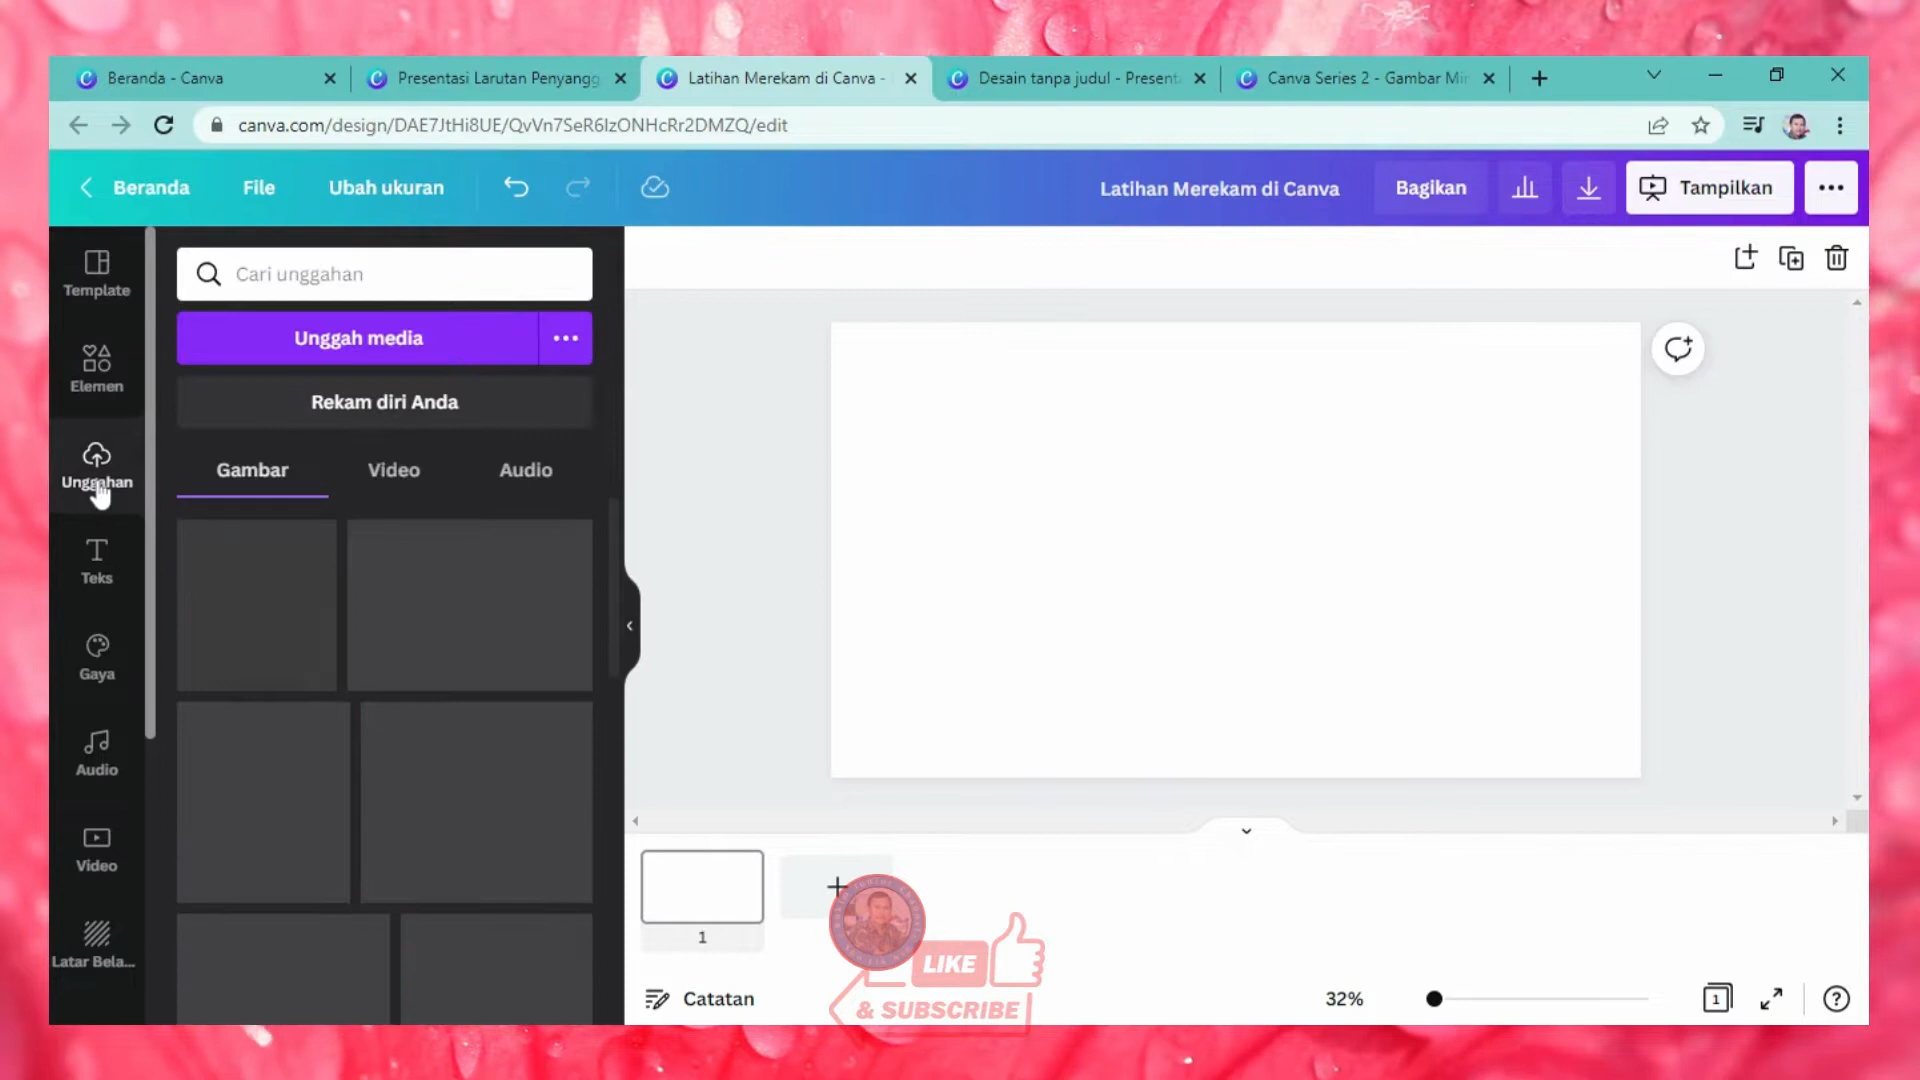 Beranda - Canva
Presentasi Larutan Penyangg
Latihan Merekam di Canva -
Desain tanpa judul - Present
Canva Series 2 - Gambar Min
canva.com/design/DAE7JtHi8UE/QvVn7SeR6IzONHcRr2DMZQ/edit
Beranda
File
Ubah ukuran
Latihan Merekam di Canva
Bagikan
Tampilkan
Template
Elemen
Unggahan
Teks
Gaya
Audio
Video
Latar Bela...
Cari unggahan
Unggah media
Rekam diri Anda
Gambar
Video
Audio
1
Catatan
32%
1
LIKE
& SUBSCRIBE